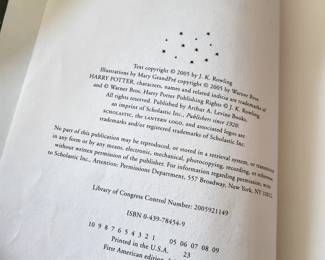 Text copyright © 2005 by J. K. Rowling
Illustrations by Mary GrandPré copyright © 2005 by Warner Bros.
HARRY POTTER, characters, names and related indicia are trademarks of
and © Warner Bros. Harry Potter Publishing Rights © J. K. Rowling.
All rights reserved. Published by Arthur A. Levine Books,
an imprint of Scholastic Inc., Publishers since 1920.
SCHOLASTIC, the LANTERN LOGO, and associated logos are
trademarks and/or registered trademarks of Scholastic Inc.
No part of this publication may be reproduced, or stored in a retrieval system, or transmitted
in any form or by any means, electronic, mechanical, photocopying, recording, or otherwise,
without written permission of the publisher. For information regarding permission, write
to Scholastic Inc., Attention: Permissions Department, 557 Broadway, New York, NY 10012.
Library of Congress Control Number: 2005921149
ISBN 0-439-78454-9
10 9 8 7 6 5 4 3 2 1 05 06 07 08 09
Printed in the U.S.A. 23
First American edition,